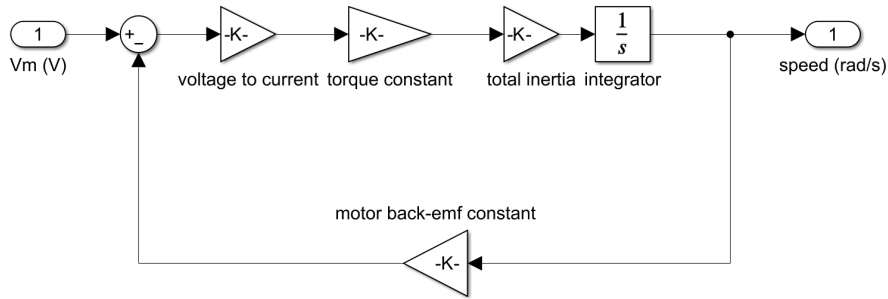 1
Vm (V)
+
−
-K-
voltage to current
-K-
torque constant
-K-
total inertia
1
s
integrator
1
speed (rad/s)
motor back-emf constant
-K-